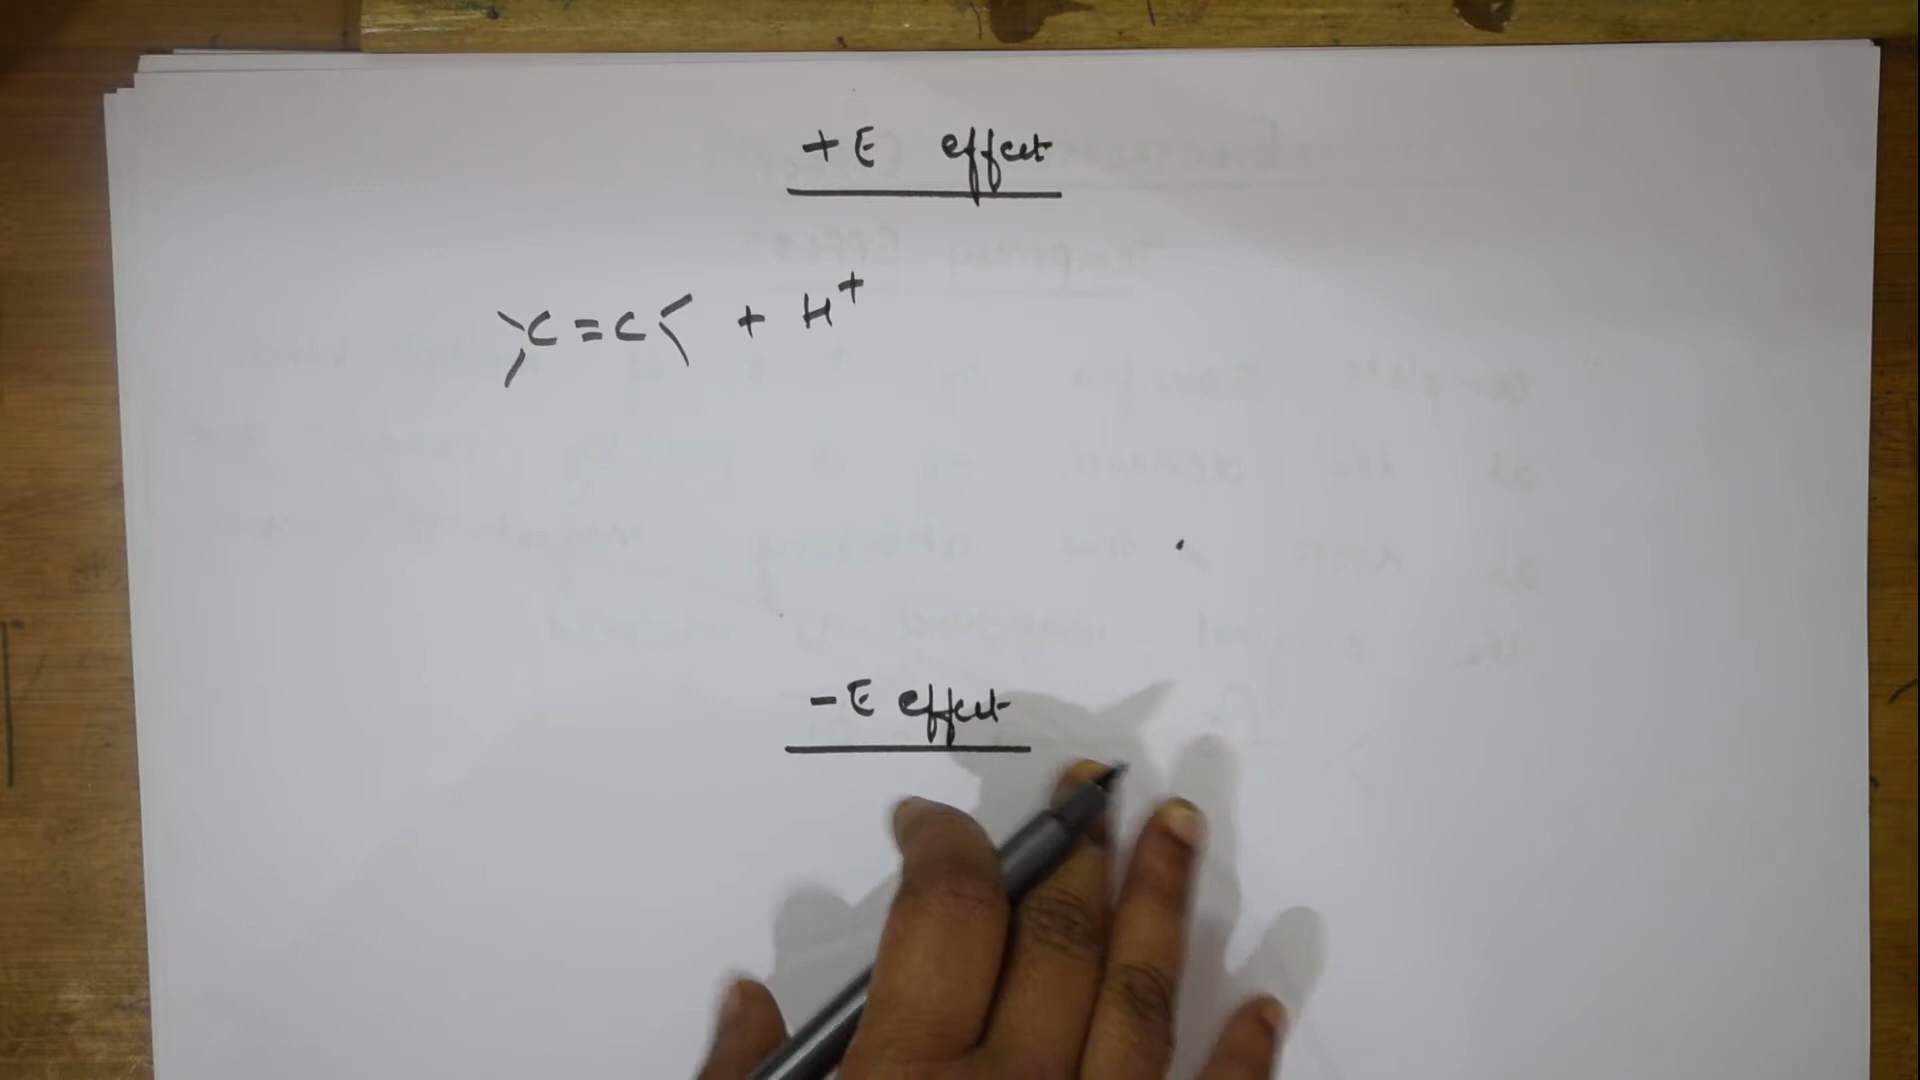 +E effect
>C=C< + H⁺
-E effect